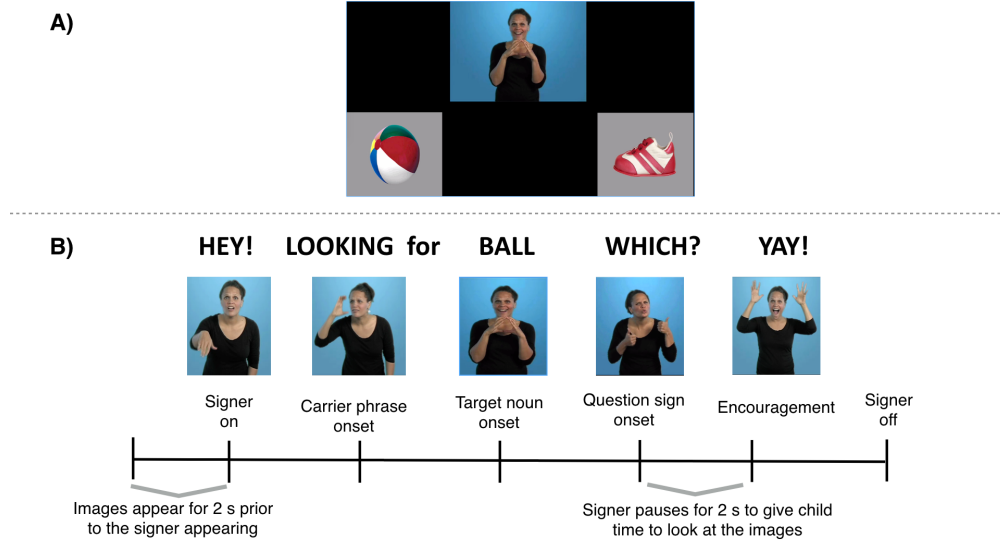 A)
B)
HEY! LOOKING for BALL WHICH? YAY!
Signer
on
Carrier phrase
onset
Target noun
onset
Question sign
onset
Encouragement
Signer
off
Images appear for 2 s prior
to the signer appearing
Signer pauses for 2 s to give child
time to look at the images